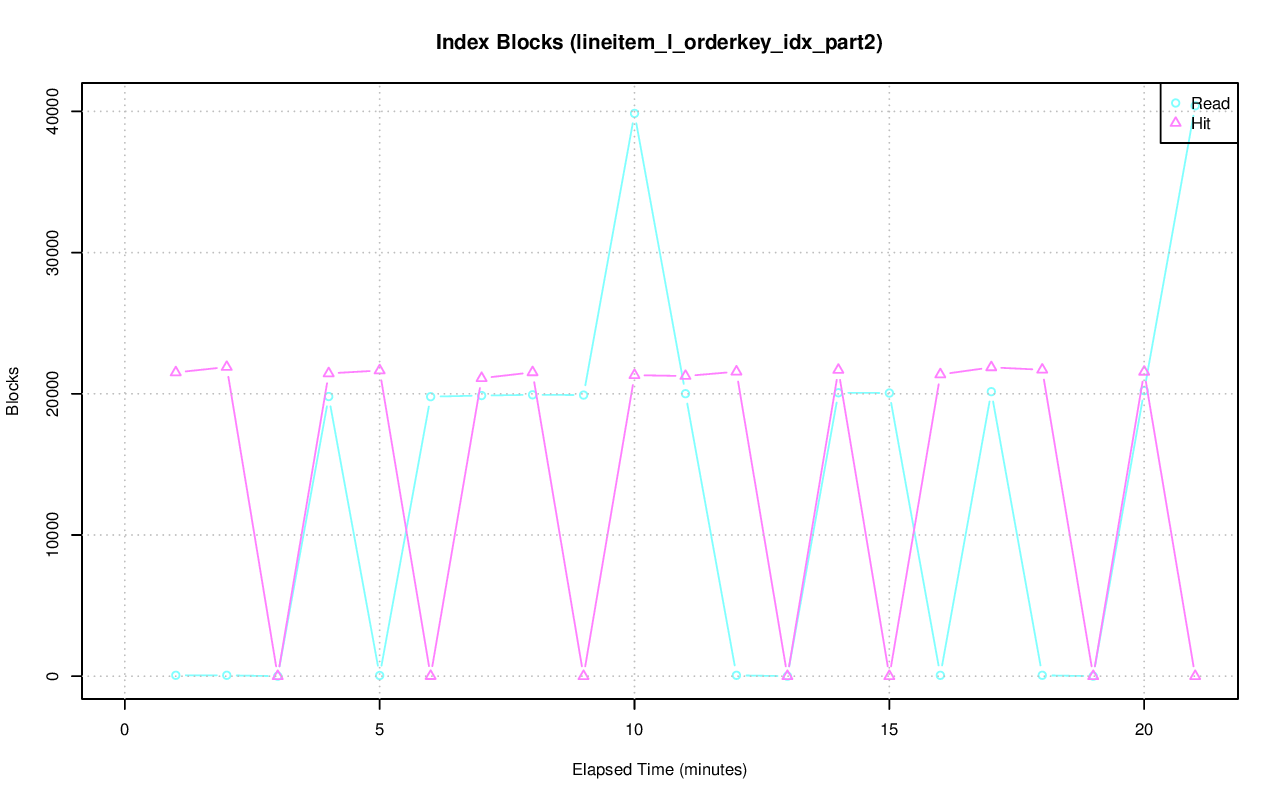 Index Blocks (lineitem_l_orderkey_idx_part2)
Read
Hit
40000
30000
20000
10000
0
Blocks
0 5 10 15 20
Elapsed Time (minutes)